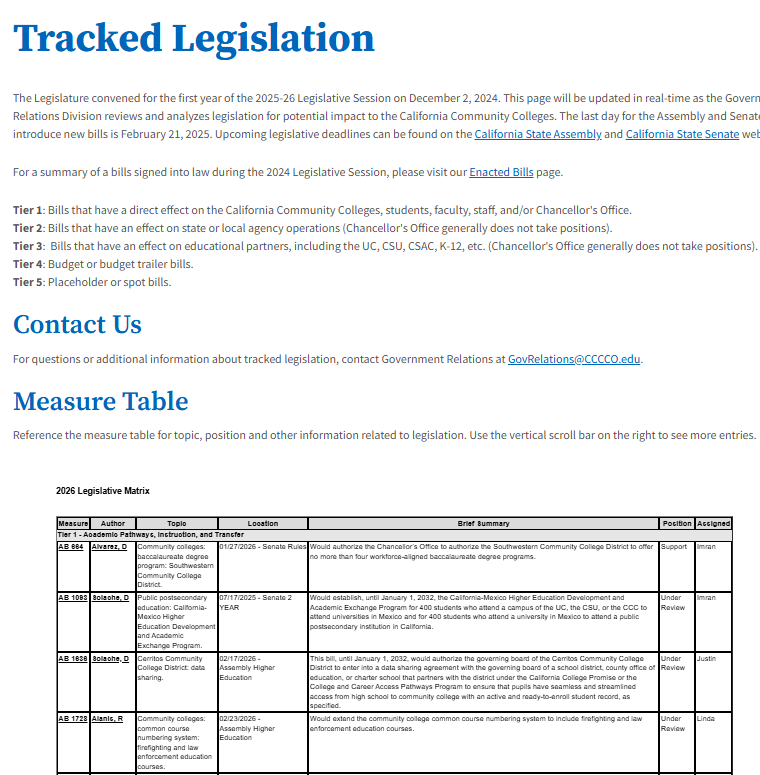 Tracked Legislation
The Legislature convened for the first year of the 2025-26 Legislative Session on December 2, 2024. This page will be updated in real-time as the Govern
Relations Division reviews and analyzes legislation for potential impact to the California Community Colleges. The last day for the Assembly and Senate
introduce new bills is February 21, 2025. Upcoming legislative deadlines can be found on the California State Assembly and California State Senate web
For a summary of a bills signed into law during the 2024 Legislative Session, please visit our Enacted Bills page.
Tier 1: Bills that have a direct effect on the California Community Colleges, students, faculty, staff, and/or Chancellor's Office.
Tier 2: Bills that have an effect on state or local agency operations (Chancellor's Office generally does not take positions).
Tier 3: Bills that have an effect on educational partners, including the UC, CSU, CSAC, K-12, etc. (Chancellor's Office generally does not take positions).
Tier 4: Budget or budget trailer bills.
Tier 5: Placeholder or spot bills.
Contact Us
For questions or additional information about tracked legislation, contact Government Relations at GovRelations@CCCCO.edu.
Measure Table
Reference the measure table for topic, position and other information related to legislation. Use the vertical scroll bar on the right to see more entries.
2026 Legislative Matrix
Measure Author Topic Location Brief Summary Position Assigned
Tier 1 - Academic Pathways, Instruction, and Transfer
AB 664 Alvarez, D Community colleges: 01/27/2026 - Senate Rules Would authorize the Chancellor's Office to authorize the Southwestern Community College District to offer Support Imran
baccalaureate degree no more than four workforce-aligned baccalaureate degree programs.
program: Southwestern
Community College
District.
AB 1093 Solache, D Public postsecondary 07/17/2025 - Senate 2 Would establish, until January 1, 2032, the California-Mexico Higher Education Development and Under Imran
education: California- YEAR Academic Exchange Program for 400 students who attend a campus of the UC, the CSU, or the CCC to Review
Mexico Higher attend universities in Mexico and for 400 students who attend a university in Mexico to attend a public
Education Development postsecondary institution in California.
and Academic
Exchange Program.
AB 1636 Solache, D Cerritos Community 02/17/2026 - This bill, until January 1, 2032, would authorize the governing board of the Cerritos Community College Under Justin
College District: data Assembly Higher District to enter into a data sharing agreement with the governing board of a school district, county office of Review
sharing. Education education, or charter school that partners with the district under the California College Promise or the
College and Career Access Pathways Program to ensure that pupils have seamless and streamlined
access from high school to community college with an active and ready-to-enroll student record, as
specified.
AB 1728 Alanis, R Community colleges: 02/23/2026 - Would extend the community college common course numbering system to include firefighting and law Under Linda
common course Assembly Higher enforcement education courses. Review
numbering system: Education
firefighting and law
enforcement education
courses.